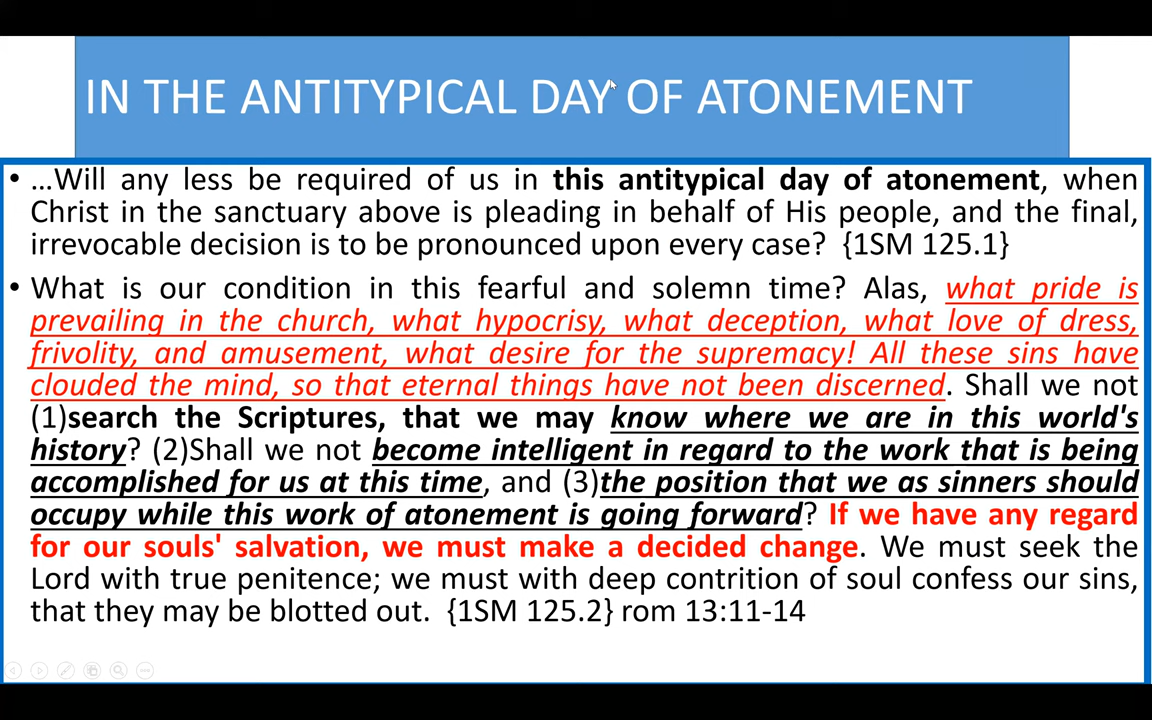 IN THE ANTITYPICAL DAY OF ATONEMENT
• …Will any less be required of us in this antitypical day of atonement, when
Christ in the sanctuary above is pleading in behalf of His people, and the final,
irrevocable decision is to be pronounced upon every case? {1SM 125.1}
• What is our condition in this fearful and solemn time? Alas, what pride is
prevailing in the church, what hypocrisy, what deception, what love of dress,
frivolity, and amusement, what desire for the supremacy! All these sins have
clouded the mind, so that eternal things have not been discerned. Shall we not
(1)search the Scriptures, that we may know where we are in this world's
history? (2)Shall we not become intelligent in regard to the work that is being
accomplished for us at this time, and (3)the position that we as sinners should
occupy while this work of atonement is going forward? If we have any regard
for our souls' salvation, we must make a decided change. We must seek the
Lord with true penitence; we must with deep contrition of soul confess our sins,
that they may be blotted out. {1SM 125.2} rom 13:11-14